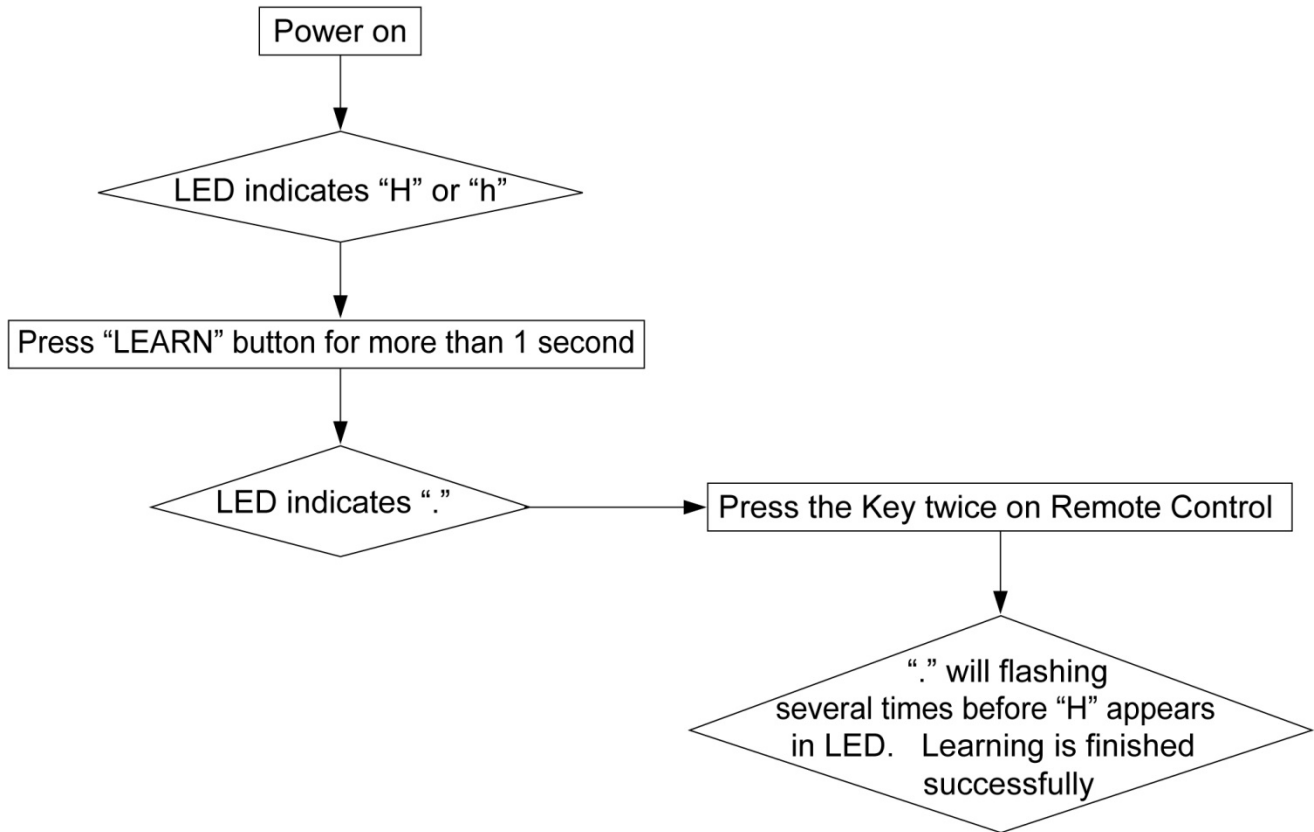 Power on
LED indicates “H” or “h”
Press “LEARN” button for more than 1 second
LED indicates “.”
Press the Key twice on Remote Control
“.” will flashing
several times before “H” appears
in LED. Learning is finished
successfully